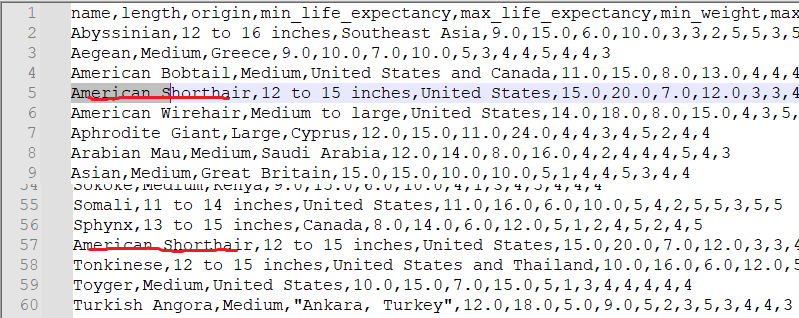 1 name,length,origin,min_life_expectancy,max_life_expectancy,min_weight,max
2 Abyssinian,12 to 16 inches,Southeast Asia,9.0,15.0,6.0,10.0,3,3,2,5,5,3,5
3 Aegean,Medium,Greece,9.0,10.0,7.0,10.0,5,3,4,4,5,4,4,3
4 American Bobtail,Medium,United States and Canada,11.0,15.0,8.0,13.0,4,4,4
5 American Shorthair,12 to 15 inches,United States,15.0,20.0,7.0,12.0,3,3,4
6 American Wirehair,Medium to large,United States,14.0,18.0,8.0,15.0,4,3,5,
7 Aphrodite Giant,Large,Cyprus,12.0,15.0,11.0,24.0,4,4,3,4,5,2,4,4
8 Arabian Mau,Medium,Saudi Arabia,12.0,14.0,8.0,16.0,4,2,4,4,4,5,4,3
9 Asian,Medium,Great Britain,15.0,15.0,10.0,10.0,5,1,4,4,5,3,4,4
54 Sokoke,Medium,Kenya,9.0,15.0,6.0,10.0,4,1,3,4,5,4,4,4
55 Somali,11 to 14 inches,United States,11.0,16.0,6.0,10.0,5,4,2,5,5,3,5,5
56 Sphynx,13 to 15 inches,Canada,8.0,14.0,6.0,12.0,5,1,2,4,5,2,4,5
57 American Shorthair,12 to 15 inches,United States,15.0,20.0,7.0,12.0,3,3,4
58 Tonkinese,12 to 15 inches,United States and Thailand,10.0,16.0,6.0,12.0,5
59 Toyger,Medium,United States,10.0,15.0,7.0,15.0,5,1,3,4,4,4,4,4
60 Turkish Angora,Medium,"Ankara, Turkey",12.0,18.0,5.0,9.0,5,2,3,5,3,4,4,3